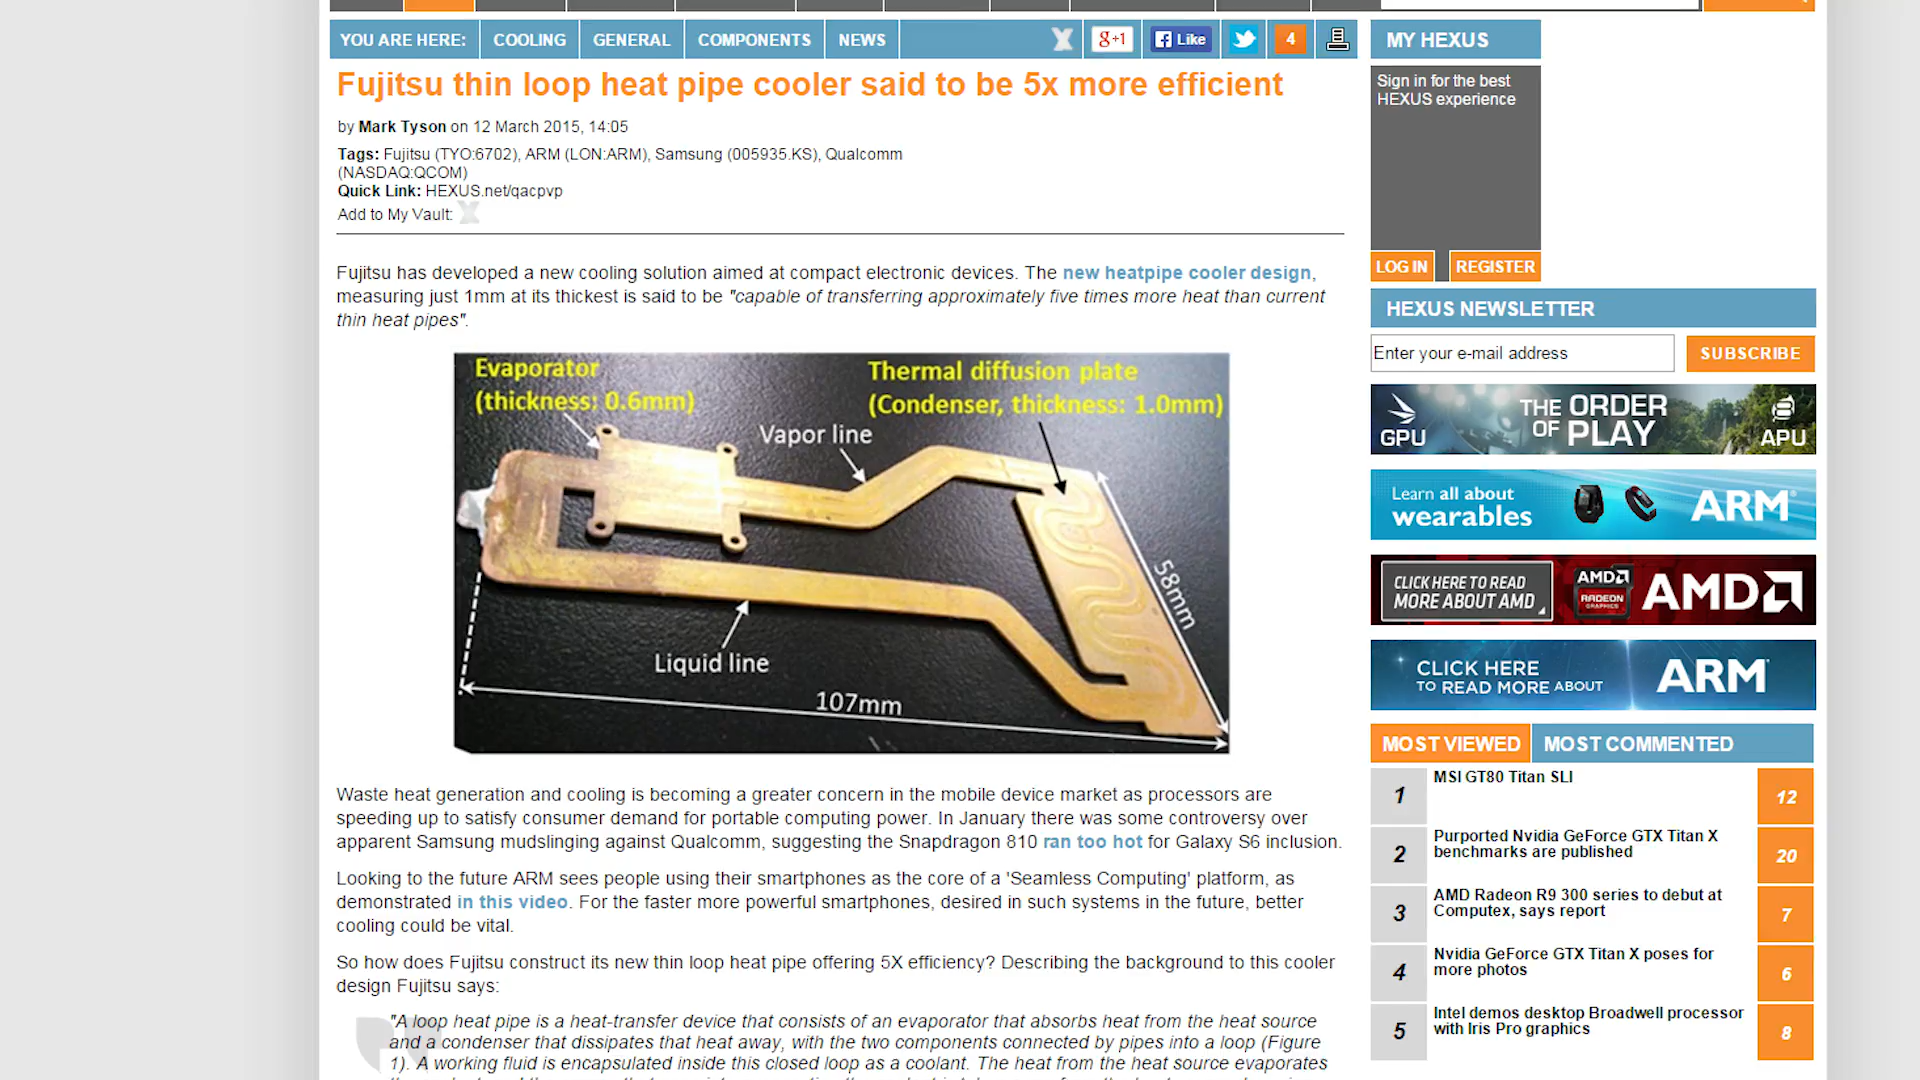 YOU ARE HERE: COOLING GENERAL COMPONENTS NEWS
g+1 Like 4
Fujitsu thin loop heat pipe cooler said to be 5x more efficient
by Mark Tyson on 12 March 2015, 14:05
Tags: Fujitsu (TYO:6702), ARM (LON:ARM), Samsung (005935.KS), Qualcomm
(NASDAQ:QCOM)
Quick Link: HEXUS.net/qacpvp
Add to My Vault:
Fujitsu has developed a new cooling solution aimed at compact electronic devices. The new heatpipe cooler design,
measuring just 1mm at its thickest is said to be "capable of transferring approximately five times more heat than current
thin heat pipes".
Evaporator
(thickness: 0.6mm)
Thermal diffusion plate
(Condenser, thickness: 1.0mm)
Vapor line
58mm
Liquid line
107mm
Waste heat generation and cooling is becoming a greater concern in the mobile device market as processors are
speeding up to satisfy consumer demand for portable computing power. In January there was some controversy over
apparent Samsung mudslinging against Qualcomm, suggesting the Snapdragon 810 ran too hot for Galaxy S6 inclusion.
Looking to the future ARM sees people using their smartphones as the core of a 'Seamless Computing' platform, as
demonstrated in this video. For the faster more powerful smartphones, desired in such systems in the future, better
cooling could be vital.
So how does Fujitsu construct its new thin loop heat pipe offering 5X efficiency? Describing the background to this cooler
design Fujitsu says:
"A loop heat pipe is a heat-transfer device that consists of an evaporator that absorbs heat from the heat source
and a condenser that dissipates that heat away, with the two components connected by pipes into a loop (Figure
1). A working fluid is encapsulated inside this closed loop as a coolant. The heat from the heat source evaporates
MY HEXUS
Sign in for the best
HEXUS experience
LOG IN REGISTER
HEXUS NEWSLETTER
Enter your e-mail address SUBSCRIBE
GPU THE ORDER
OF PLAY APU
Learn all about
wearables ARM
CLICK HERE TO READ
MORE ABOUT AMD
AMD
RADEON
GRAPHICS
AMD
CLICK HERE
TO READ MORE ABOUT ARM
MOST VIEWED MOST COMMENTED
1 MSI GT80 Titan SLI 12
2 Purported Nvidia GeForce GTX Titan X
benchmarks are published 20
3 AMD Radeon R9 300 series to debut at
Computex, says report 7
4 Nvidia GeForce GTX Titan X poses for
more photos 6
5 Intel demos desktop Broadwell processor
with Iris Pro graphics 8